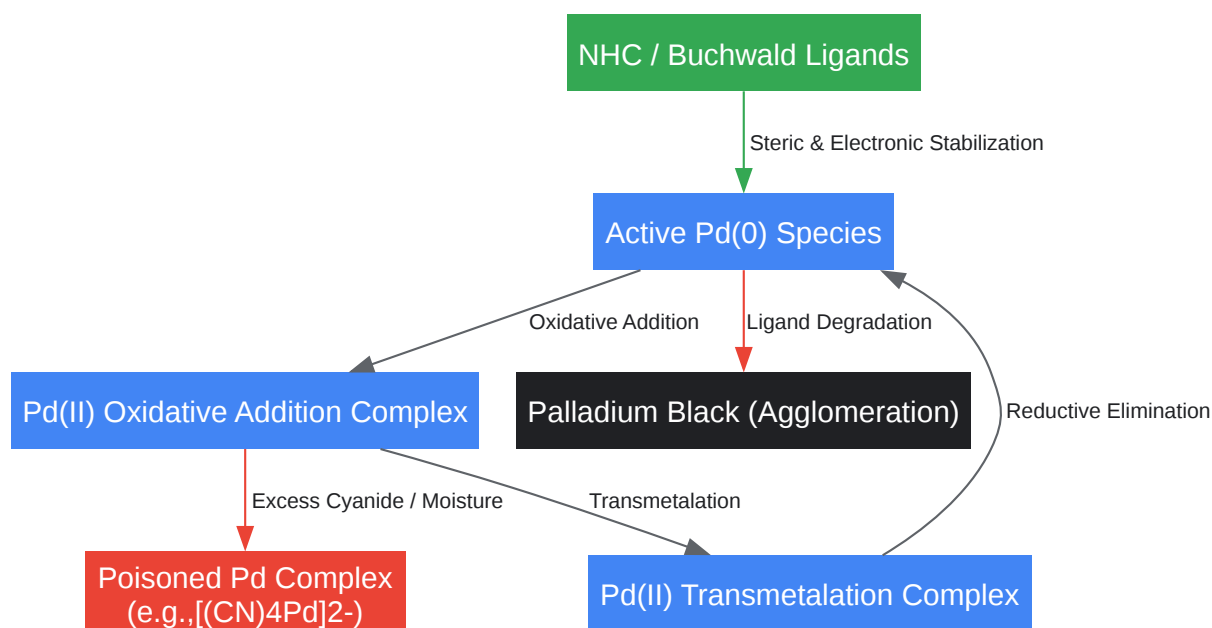 NHC / Buchwald Ligands
Steric & Electronic Stabilization
Active Pd(0) Species
Oxidative Addition
Ligand Degradation
Pd(II) Oxidative Addition Complex
Palladium Black (Agglomeration)
Reductive Elimination
Excess Cyanide / Moisture
Transmetalation
Poisoned Pd Complex
(e.g.,[(CN)4Pd]2-)
Pd(II) Transmetalation Complex